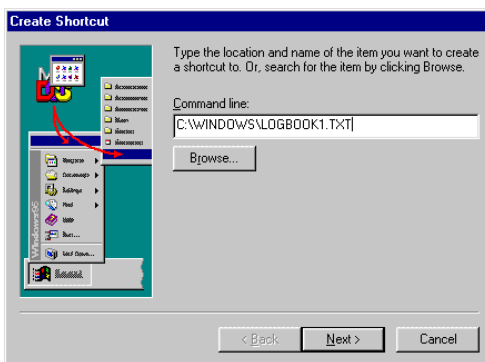 Create Shortcut
Type the location and name of the item you want to create
a shortcut to. Or, search for the item by clicking Browse.
Command line:
C:\WINDOWS\LOGBOOK1.TXT
Browse...
Windows95
< Back
Next >
Cancel